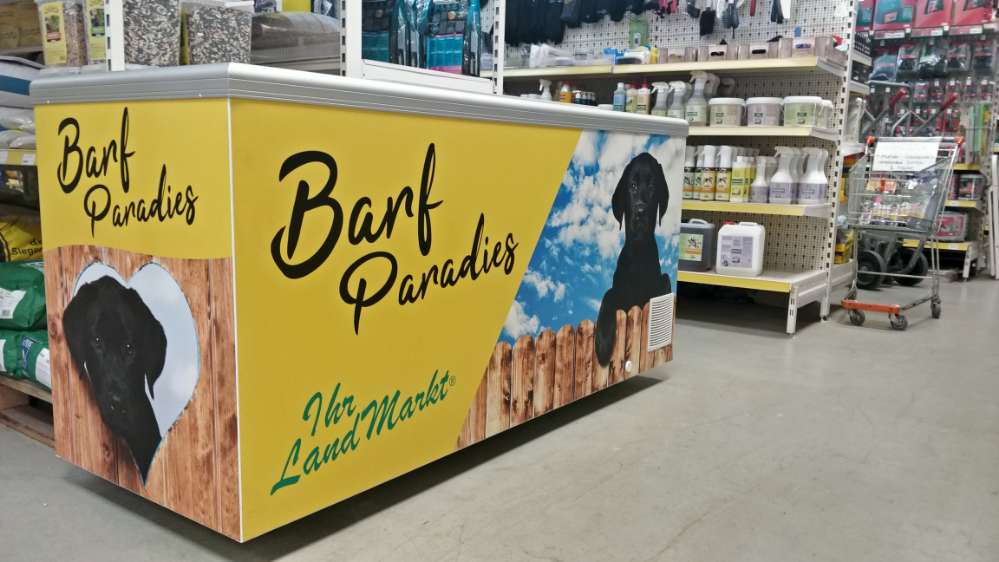 Barf
Paradies
Barf
Paradies
Ihr
LandMarkt®